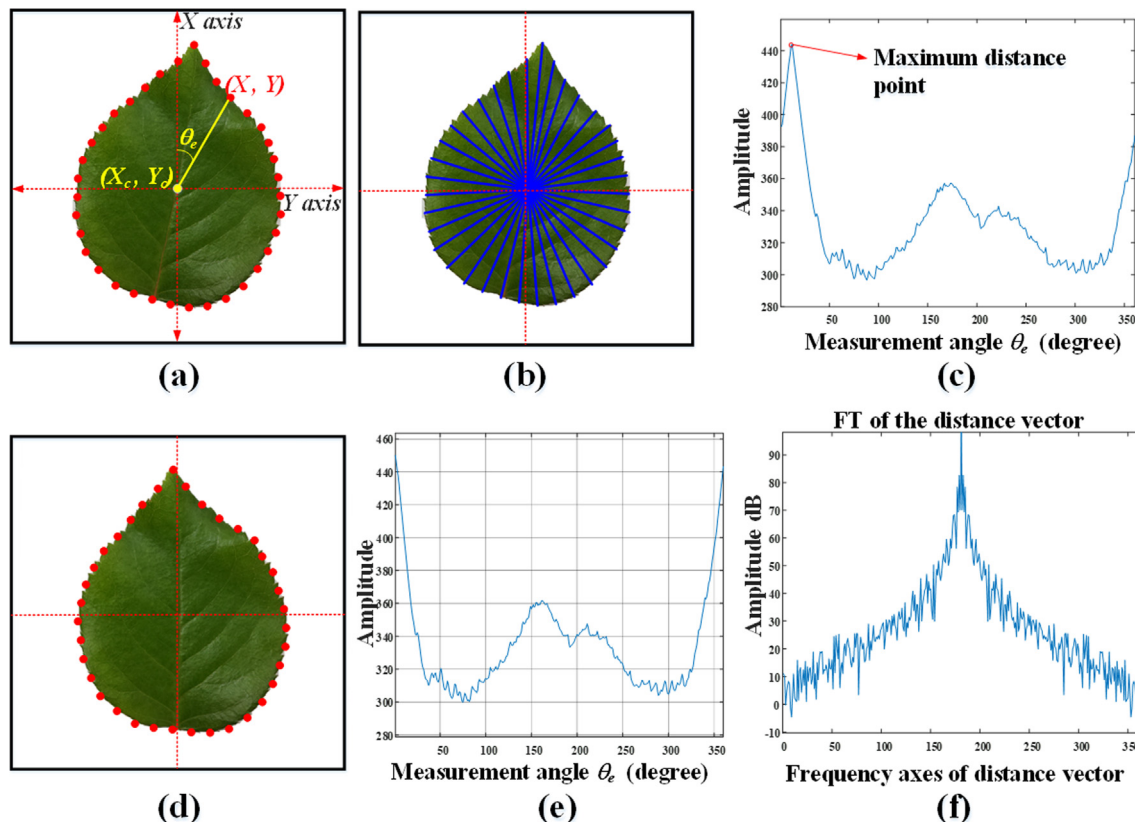 X axis
(X, Y)
θe
(Xc, Yc)
Y axis
(a)
(b)
Maximum distance
point
Amplitude
440
420
400
380
360
340
320
300
280
50
100
150
200
250
300
350
Measurement angle θe (degree)
(c)
(d)
Amplitude
460
440
420
400
380
360
340
320
300
280
50
100
150
200
250
300
350
Measurement angle θe (degree)
(e)
FT of the distance vector
Amplitude dB
90
80
70
60
50
40
30
20
10
0
-10
0
50
100
150
200
250
300
350
Frequency axes of distance vector
(f)